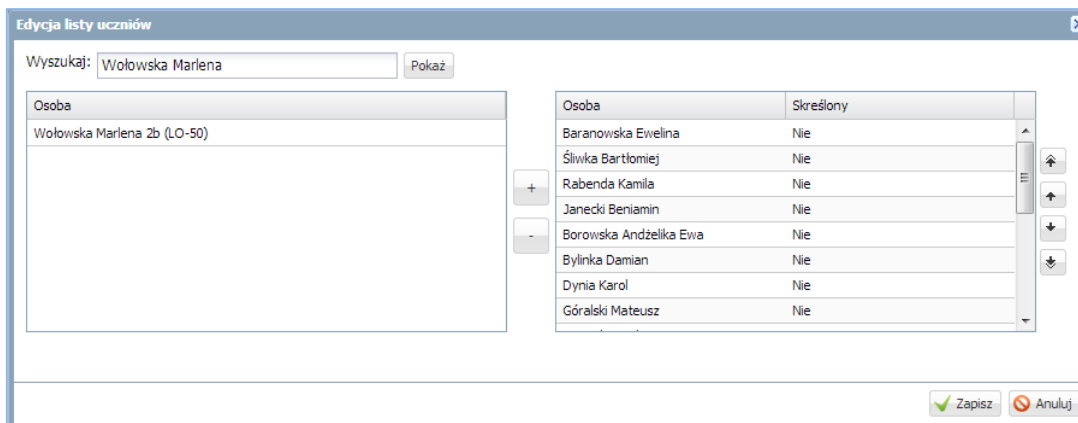 Edycja listy uczniów
Wyszukaj: Wołowska Marlena Pokaż
Osoba
Wołowska Marlena 2b (LO-50)
+
-
Osoba Skreślony
Baranowska Ewelina Nie
Śliwka Bartłomiej Nie
Rabenda Kamila Nie
Janecki Beniamin Nie
Borowska Andżelika Ewa Nie
Bylinka Damian Nie
Dynia Karol Nie
Góralski Mateusz Nie
Zapisz Anuluj